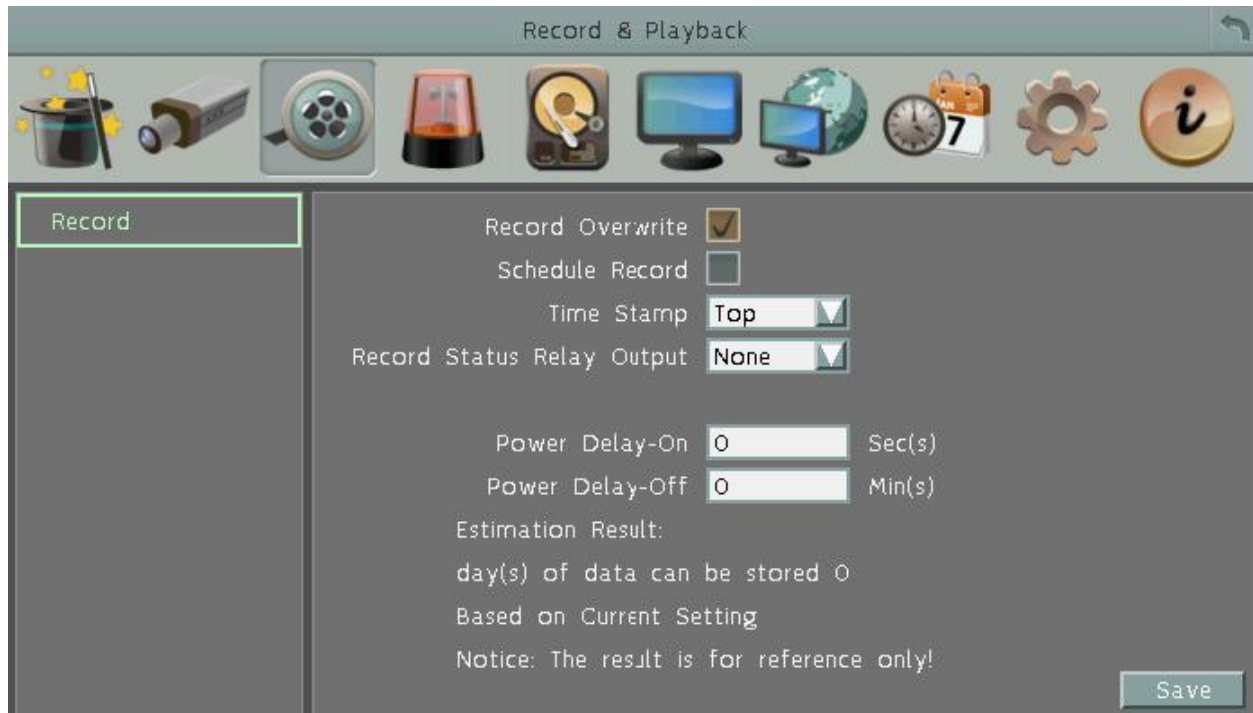 Record & Playback
JAN
7
i
Record
Record Overwrite
Schedule Record
Time Stamp Top
Record Status Relay Output None
Power Delay-On 0 Sec(s)
Power Delay-Off 0 Min(s)
Estimation Result:
day(s) of data can be stored 0
Based on Current Setting
Notice: The result is for reference only!
Save